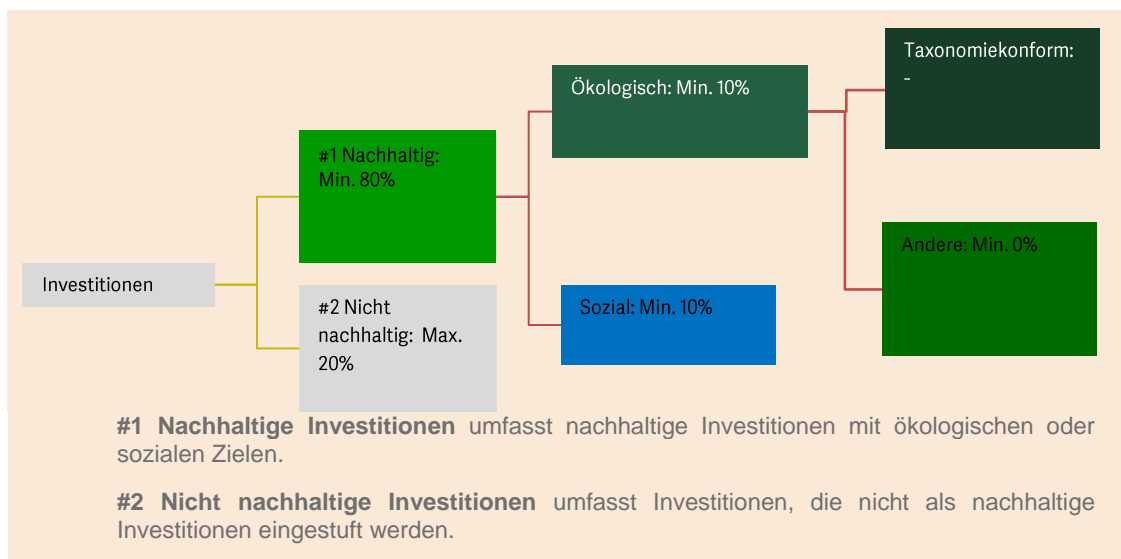 Investitionen
#1 Nachhaltig:
Min. 80%
#2 Nicht
nachhaltig: Max.
20%
Ökologisch: Min. 10%
Sozial: Min. 10%
Taxonomiekonform:
-
Andere: Min. 0%
#1 Nachhaltige Investitionen umfasst nachhaltige Investitionen mit ökologischen oder
sozialen Zielen.
#2 Nicht nachhaltige Investitionen umfasst Investitionen, die nicht als nachhaltige
Investitionen eingestuft werden.